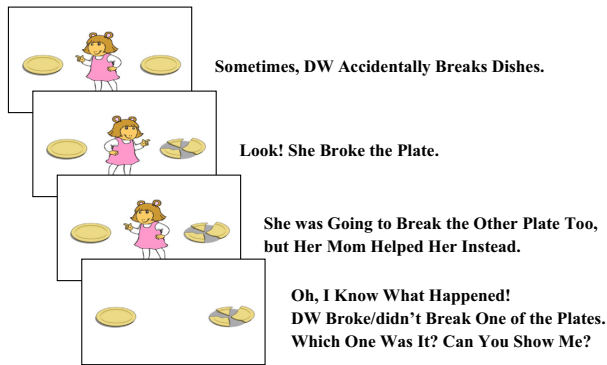 Sometimes, DW Accidentally Breaks Dishes.
Look! She Broke the Plate.
She was Going to Break the Other Plate Too,
but Her Mom Helped Her Instead.
Oh, I Know What Happened!
DW Broke/didn't Break One of the Plates.
Which One Was It? Can You Show Me?